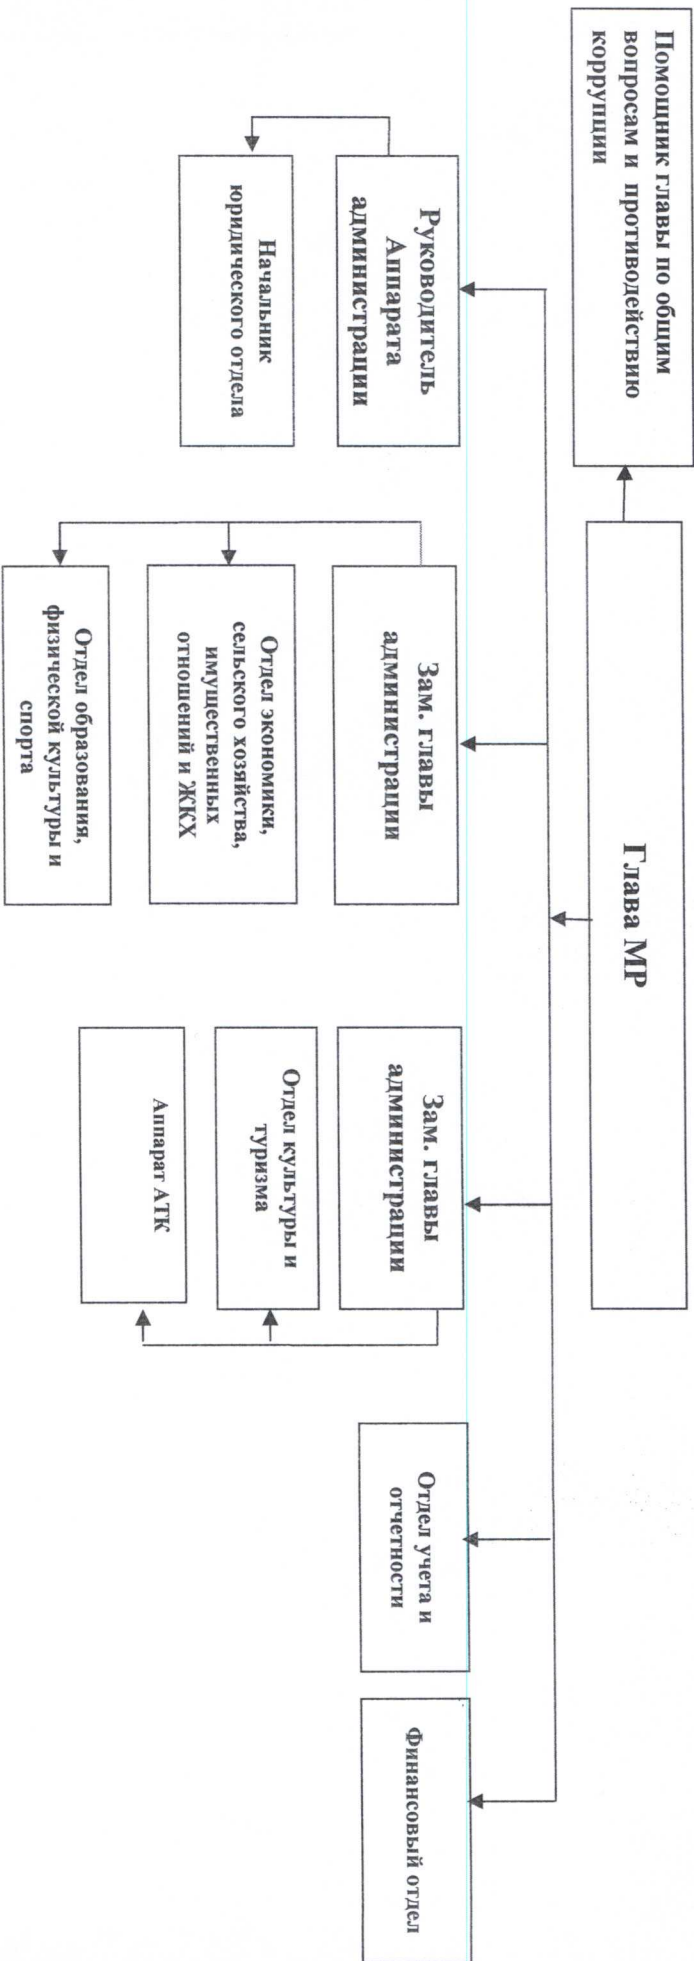 Помощник главы по общим
вопросам и противодействию
коррупции
Глава МР
Руководитель
Аппарата
администрации
Начальник
юридического отдела
Зам. главы
администрации
Отдел экономики,
сельского хозяйства,
имущественных
отношений и ЖКХ
Отдел образования,
физической культуры и
спорта
Зам. главы
администрации
Отдел культуры и
туризма
Аппарат АТК
Отдел учета и
отчетности
Финансовый отдел